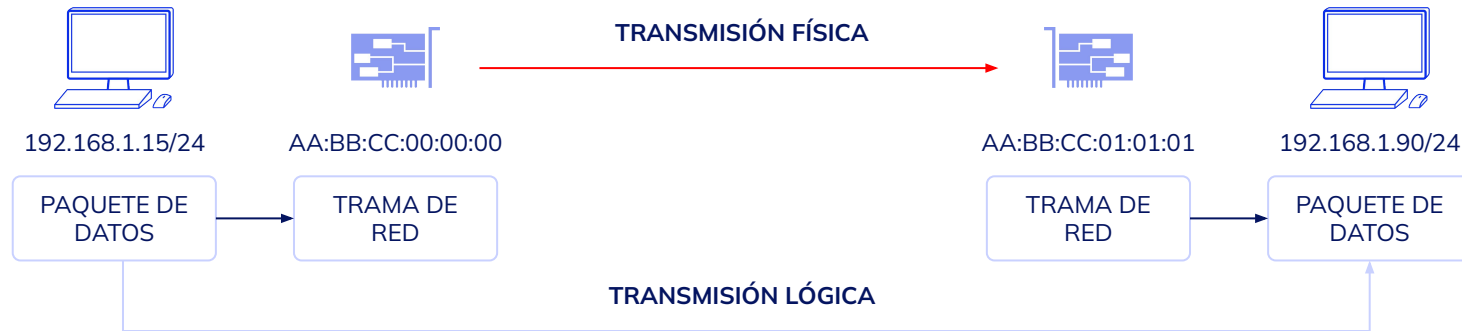 TRANSMISIÓN FÍSICA
192.168.1.15/24
AA:BB:CC:00:00:00
AA:BB:CC:01:01:01
192.168.1.90/24
PAQUETE DE
DATOS
TRAMA DE
RED
TRAMA DE
RED
PAQUETE DE
DATOS
TRANSMISIÓN LÓGICA